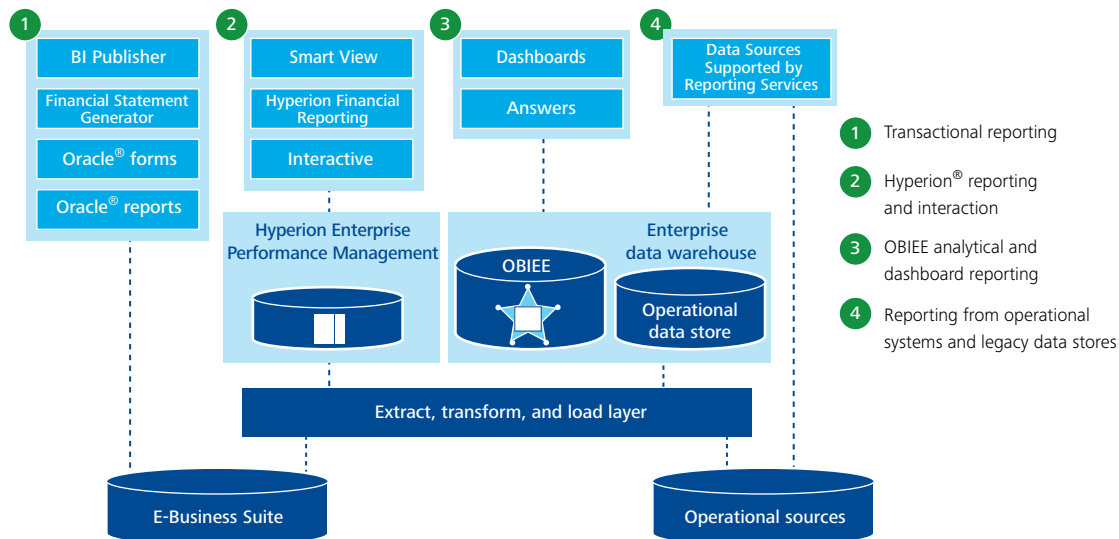 1
BI Publisher
Financial Statement
Generator
Oracle® forms
Oracle® reports
2
Smart View
Hyperion Financial
Reporting
Interactive
3
Dashboards
Answers
4
Data Sources
Supported by
Reporting Services
Hyperion Enterprise
Performance Management
OBIEE
Enterprise
data warehouse
Operational
data store
Extract, transform, and load layer
E-Business Suite
Operational sources
1 Transactional reporting
2 Hyperion® reporting
and interaction
3 OBIEE analytical and
dashboard reporting
4 Reporting from operational
systems and legacy data stores